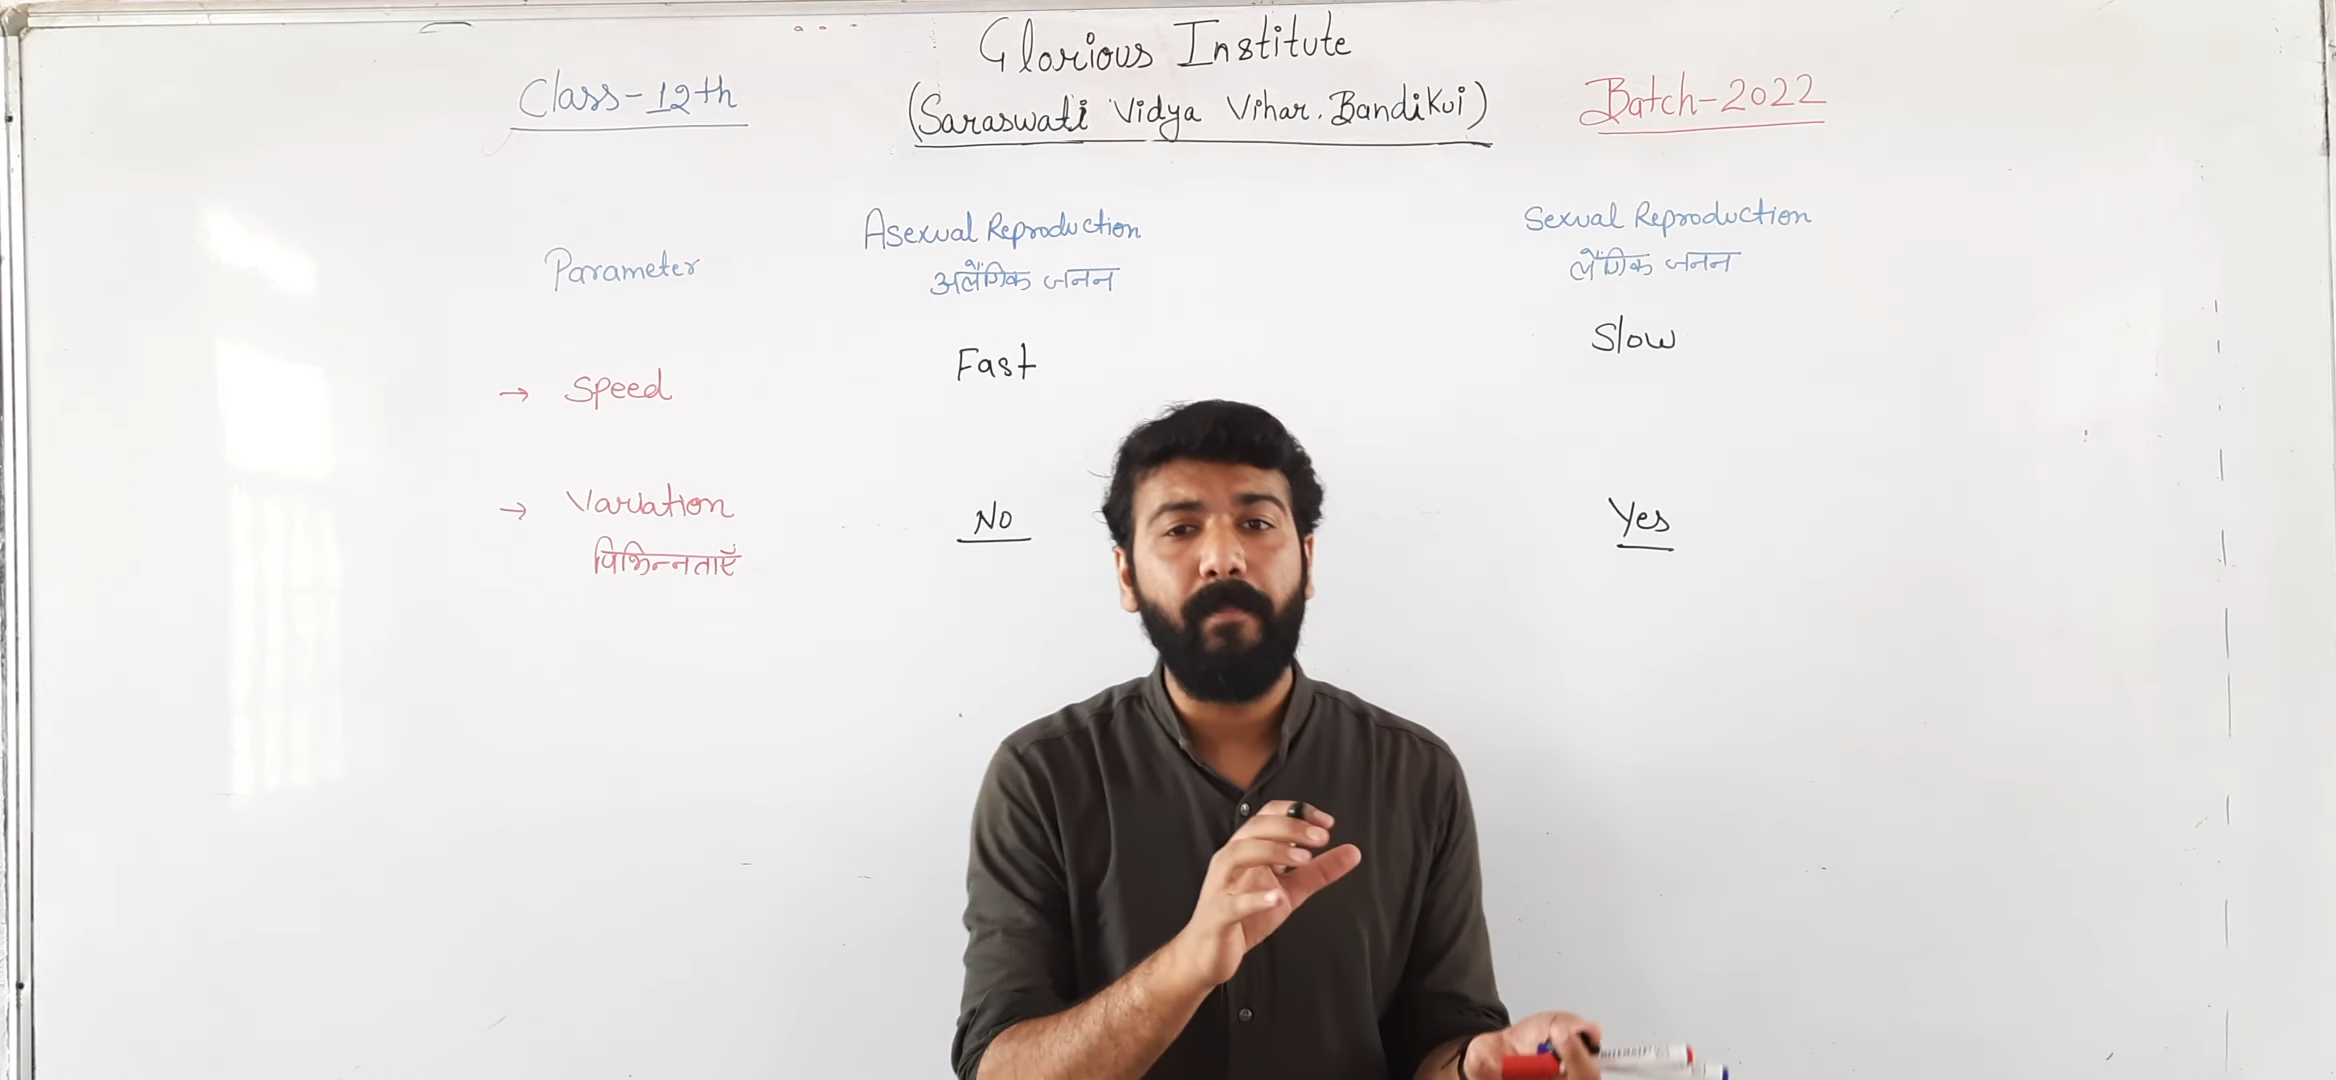 Glorious Institute
Class-12th
(Saraswati Vidya Vihar. Bandikui)
Batch-2022
Parameter
Asexual Reproduction
अलैंगिक जनन
Sexual Reproduction
लैंगिक जनन
→ Speed
Fast
Slow
→ Variation
विभिन्नताएँ
No
Yes